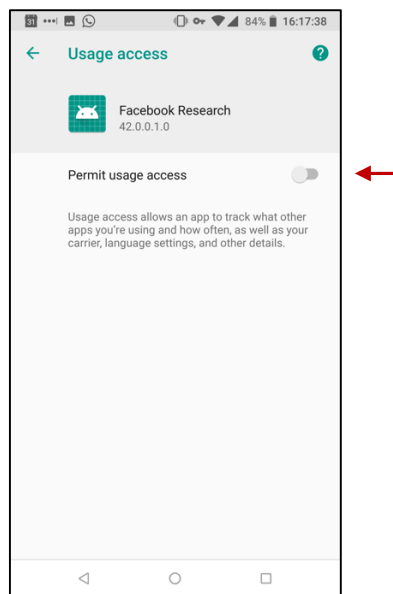 31 84% 16:17:38
Usage access ?
Facebook Research
42.0.0.1.0
Permit usage access
Usage access allows an app to track what other
apps you're using and how often, as well as your
carrier, language settings, and other details.